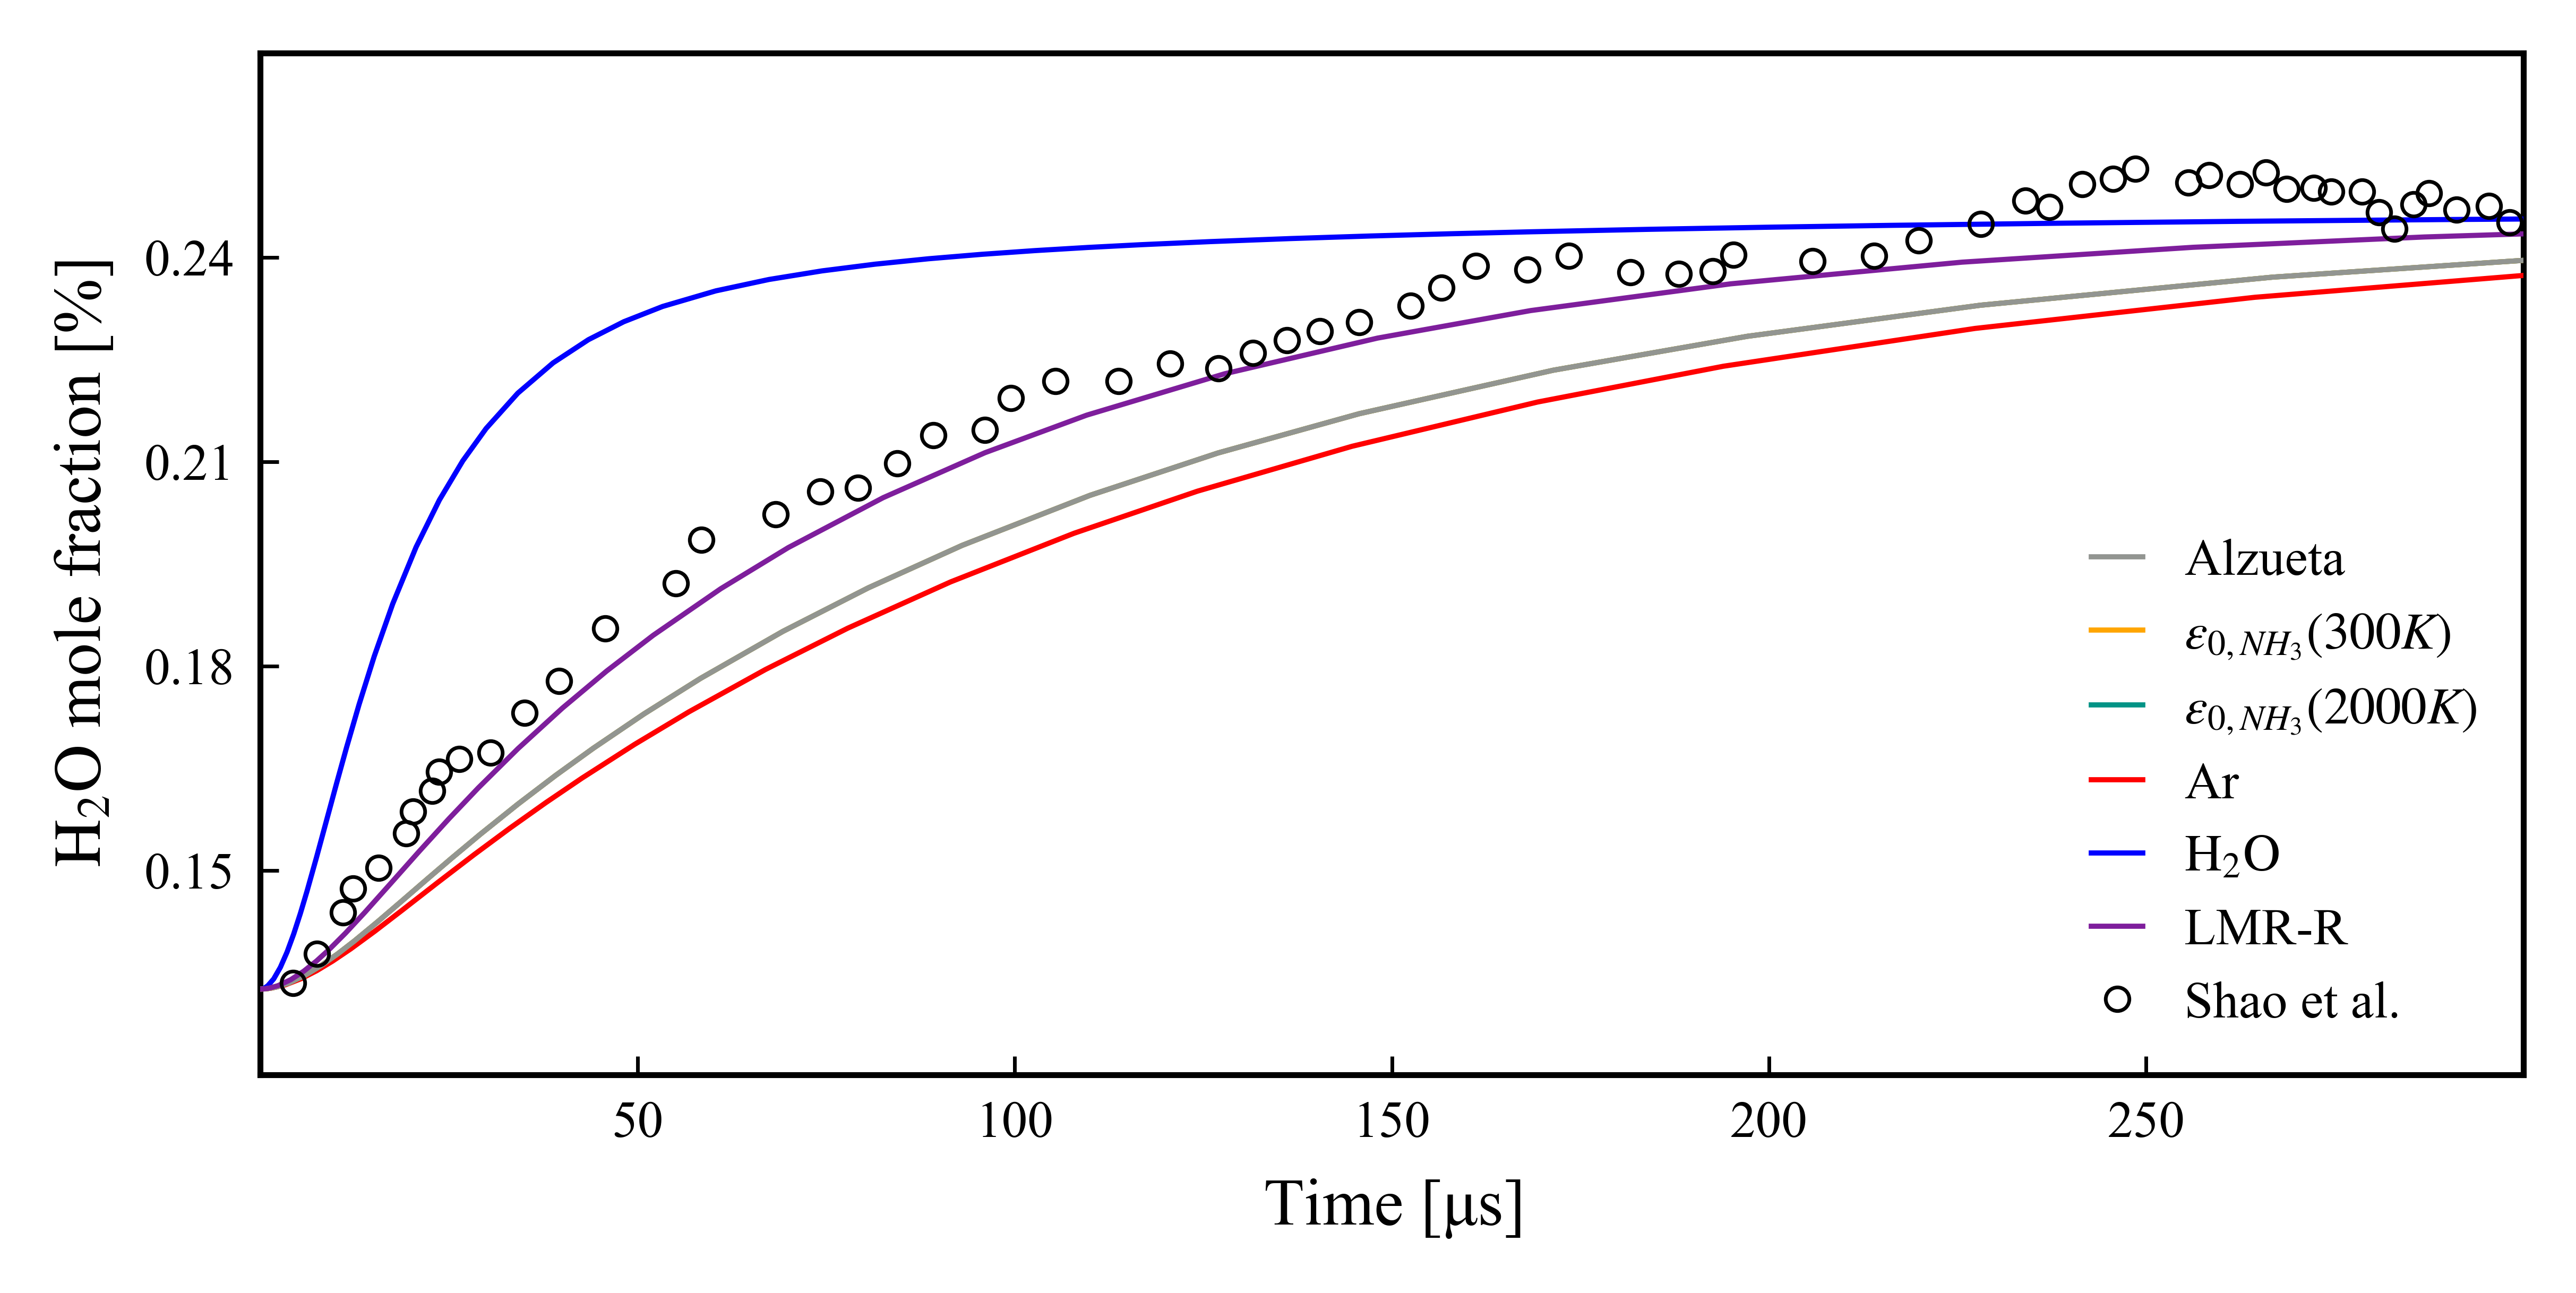 H₂O mole fraction [%]
0.24
0.21
0.18
0.15
50
100
150
200
250
Time [μs]
Alzueta
ε₀,NH₃(300K)
ε₀,NH₃(2000K)
Ar
H₂O
LMR-R
Shao et al.